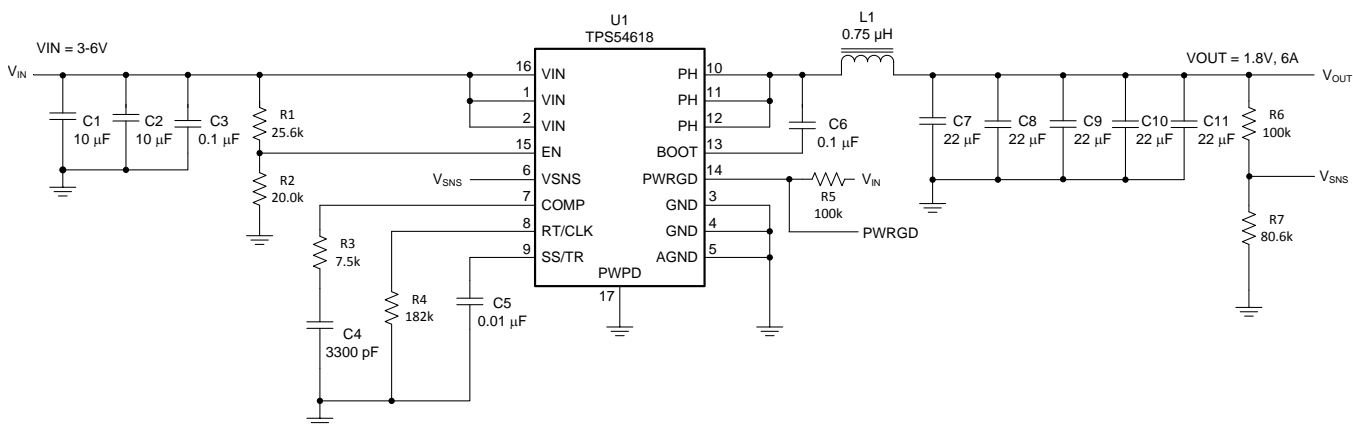 U1
TPS54618
L1
0.75 µH
VIN = 3-6V
VOUT = 1.8V, 6A
VIN
VOUT
16 VIN
1 VIN
2 VIN
15 EN
6 VSNS
7 COMP
8 RT/CLK
9 SS/TR
PWPD
17
PH 10
PH 11
PH 12
BOOT 13
PWRGD 14
GND 3
GND 4
AGND 5
C1
10 µF
C2
10 µF
C3
0.1 µF
R1
25.6k
R2
20.0k
VSNS
R3
7.5k
C4
3300 pF
R4
182k
C5
0.01 µF
C6
0.1 µF
R5
100k
VIN
PWRGD
C7
22 µF
C8
22 µF
C9
22 µF
C10
22 µF
C11
22 µF
R6
100k
VSNS
R7
80.6k